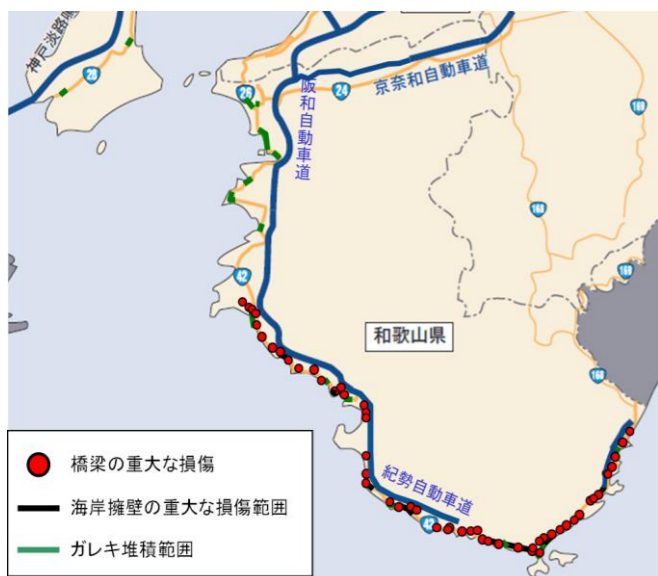 神戸淡路鳴
28
26
24
京奈和自動車道
阪和自動車道
168
169
42
168
169
和歌山県
168
紀勢自動車道
42
橋梁の重大な損傷
海岸擁壁の重大な損傷範囲
ガレキ堆積範囲